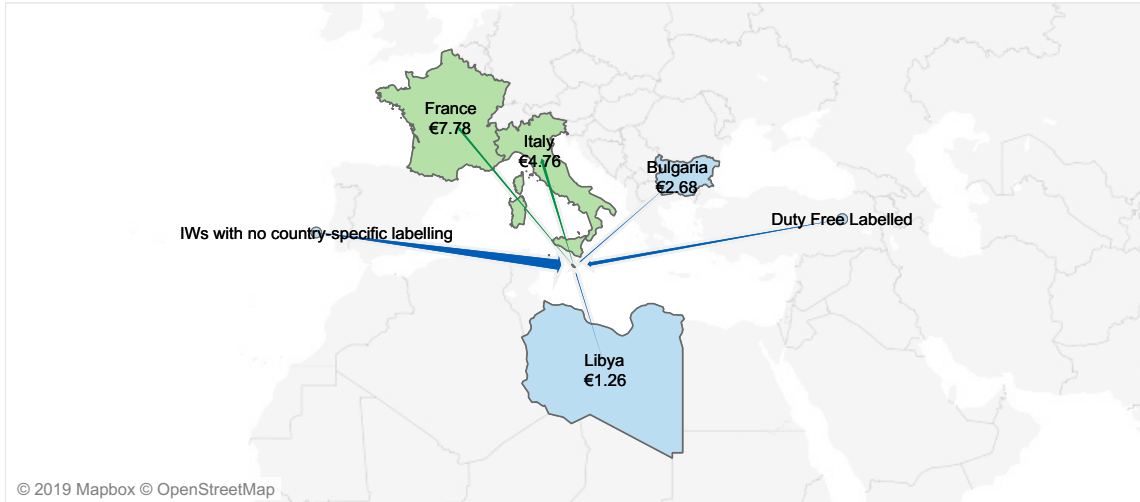 France
€7.78
Italy
€4.76
Bulgaria
€2.68
Duty Free Labelled
IWs with no country-specific labelling
Libya
€1.26
© 2019 Mapbox © OpenStreetMap